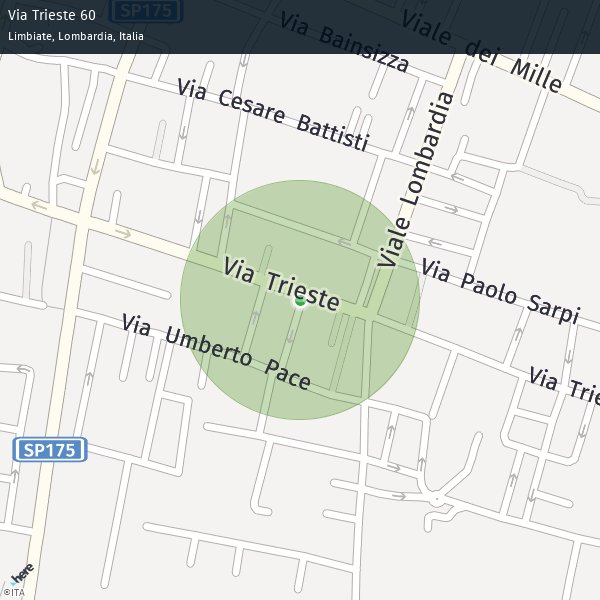 Via Trieste 60
Limbiate, Lombardia, Italia
SP175
Via Bainsizza
Viale dei Mille
Via Cesare Battisti
Viale Lombardia
Via Trieste
Via Paolo Sarpi
Via Umberto Pace
Via Trie
SP175
here
©ITA